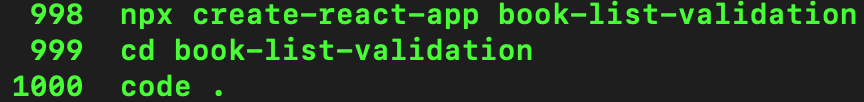 998  npx create-react-app book-list-validation
999  cd book-list-validation
1000  code .